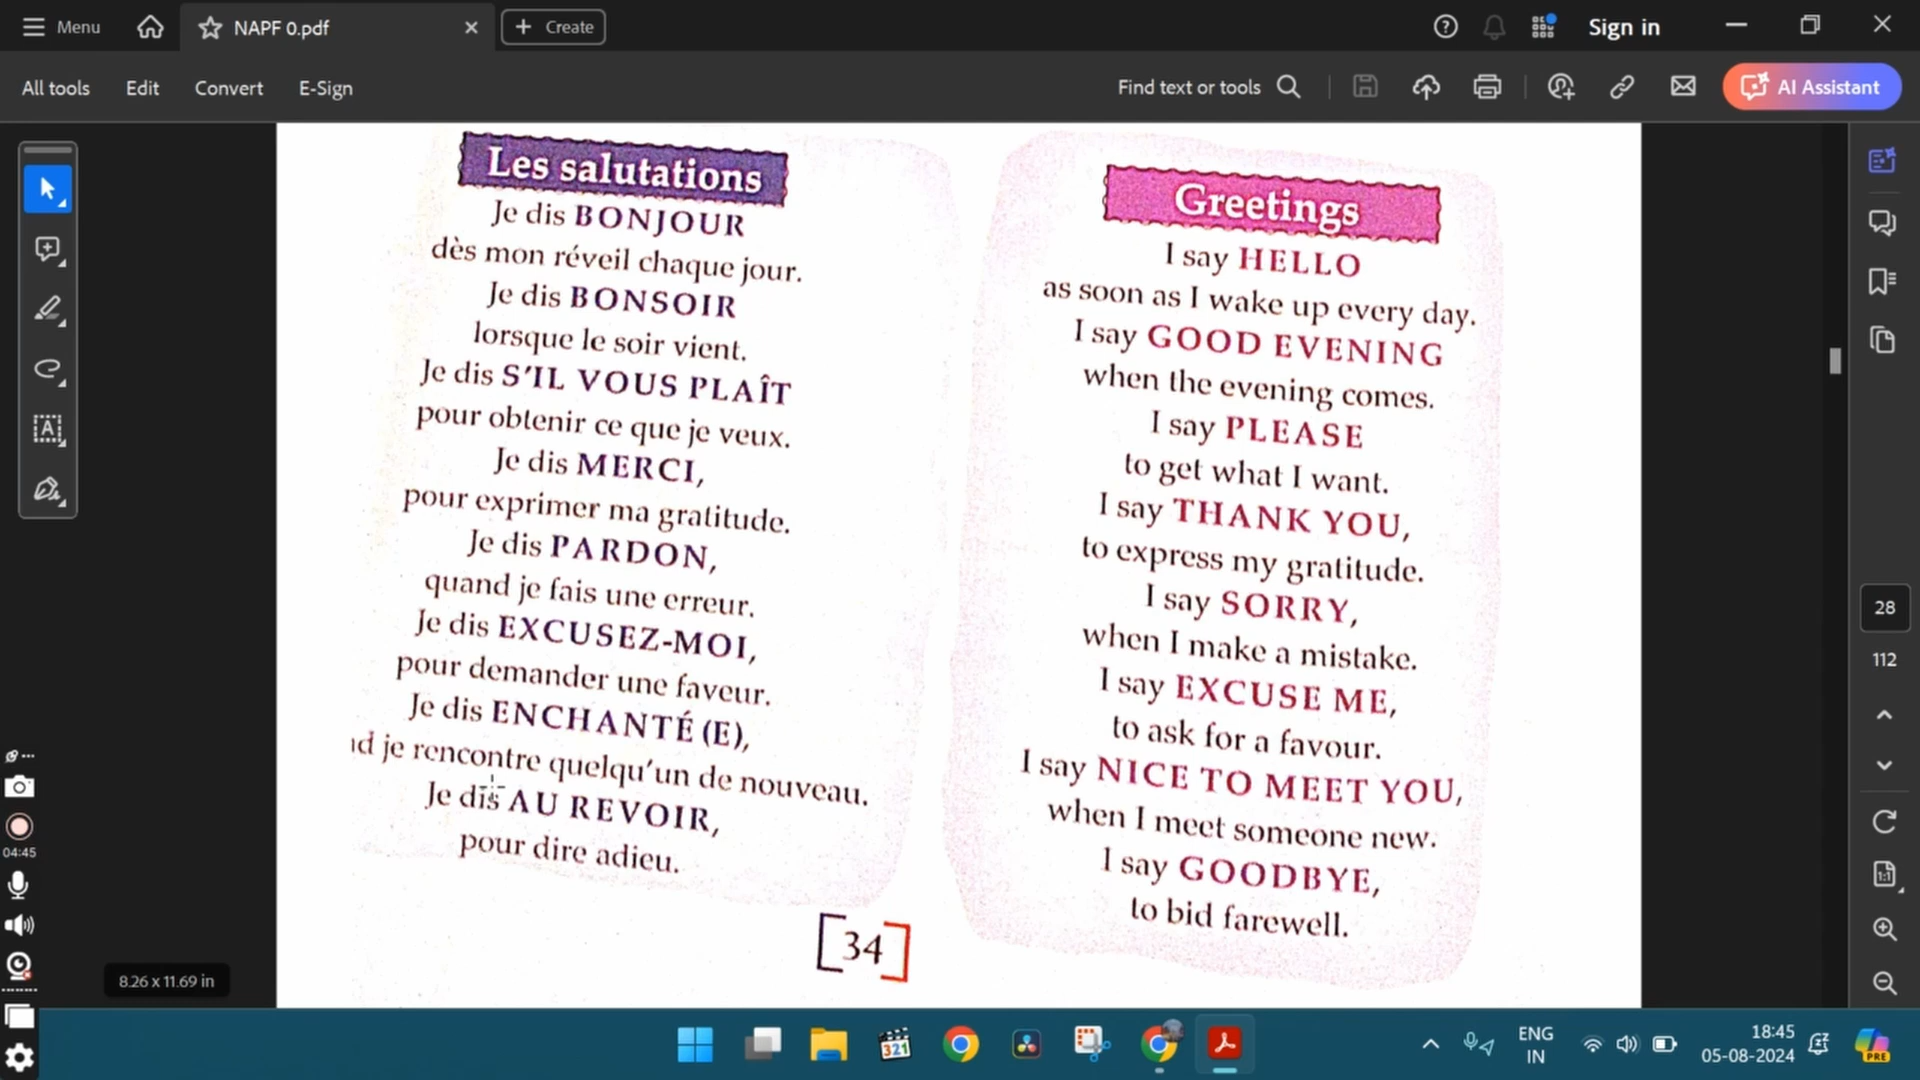 Menu
NAPF 0.pdf
Create
Sign in
All tools
Edit
Convert
E-Sign
Find text or tools
AI Assistant
Les salutations
Je dis BONJOUR
dès mon réveil chaque jour.
Je dis BONSOIR
lorsque le soir vient.
Je dis S'IL VOUS PLAÎT
pour obtenir ce que je veux.
Je dis MERCI,
pour exprimer ma gratitude.
Je dis PARDON,
quand je fais une erreur.
Je dis EXCUSEZ-MOI,
pour demander une faveur.
Je dis ENCHANTÉ (E),
je rencontre quelqu'un de nouveau.
Je dis AU REVOIR,
pour dire adieu.
34
Greetings
I say HELLO
as soon as I wake up every day.
I say GOOD EVENING
when the evening comes.
I say PLEASE
to get what I want.
I say THANK YOU,
to express my gratitude.
I say SORRY,
when I make a mistake.
I say EXCUSE ME,
to ask for a favour.
I say NICE TO MEET YOU,
when I meet someone new.
I say GOODBYE,
to bid farewell.
28
112
1:1
04:45
8.26 x 11.69 in
321
ENG
IN
18:45
05-08-2024
PRE